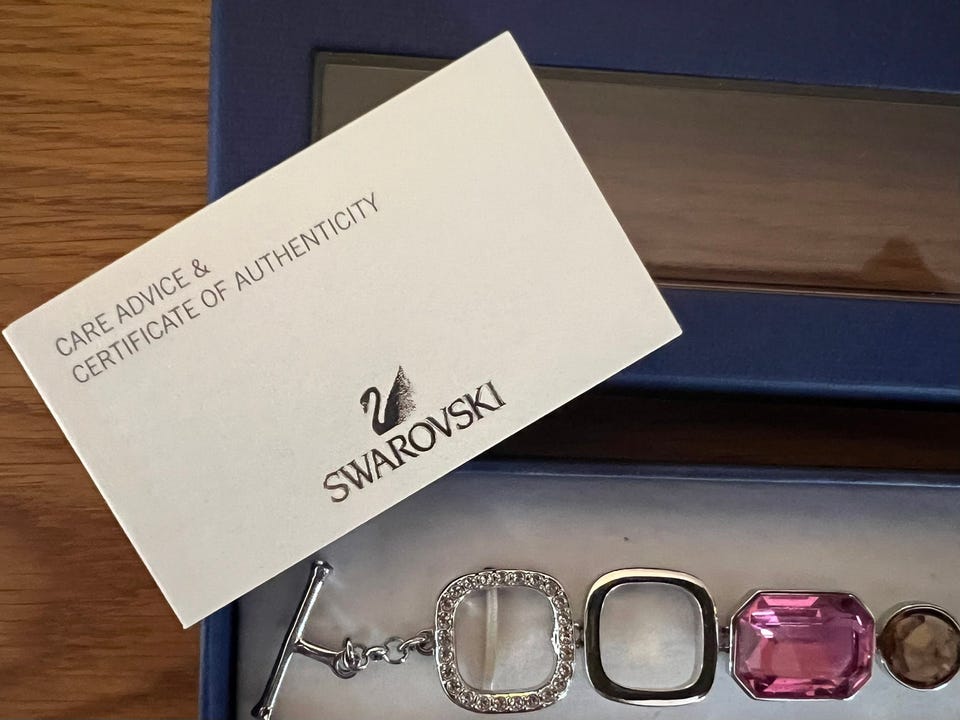 CARE ADVICE &
CERTIFICATE OF AUTHENTICITY
SWAROVSKI